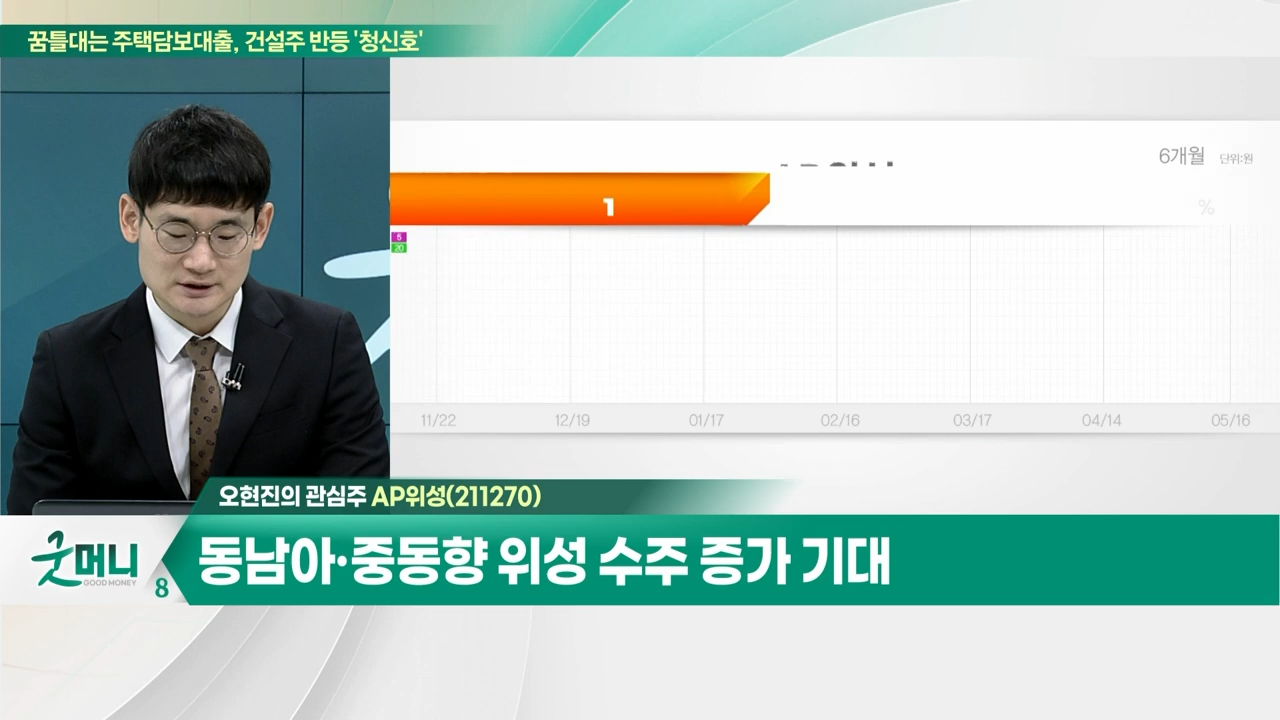 꿈틀대는 주택담보대출, 건설주 반등 '청신호'
6개월 단위:원
1
%
5
20
11/22 12/19 01/17 02/16 03/17 04/14 05/16
오현진의 관심주 AP위성(211270)
굿머니
GOOD MONEY
8
동남아·중동향 위성 수주 증가 기대